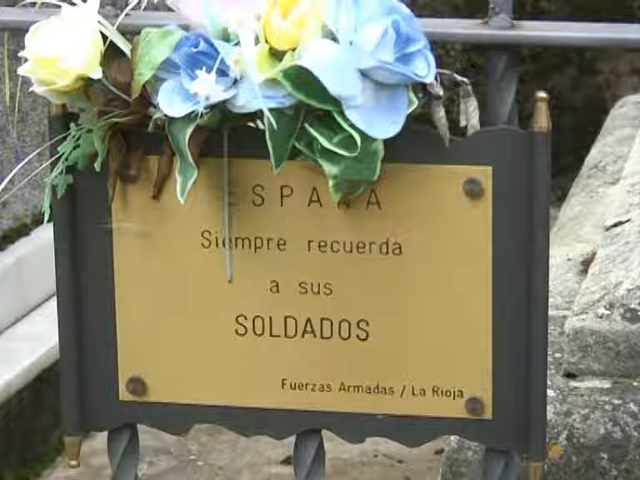 ESPAÑA
Siempre recuerda
a sus
SOLDADOS
Fuerzas Armadas / La Rioja